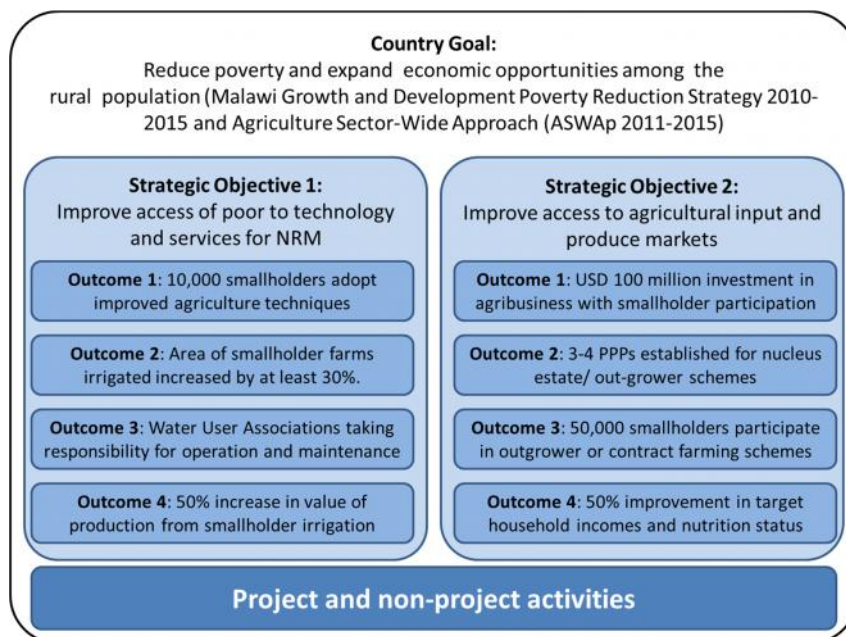 Country Goal:
Reduce poverty and expand economic opportunities among the
rural population (Malawi Growth and Development Poverty Reduction Strategy 2010-
2015 and Agriculture Sector-Wide Approach (ASWAp 2011-2015)
Strategic Objective 1:
Improve access of poor to technology
and services for NRM
Outcome 1: 10,000 smallholders adopt
improved agriculture techniques
Outcome 2: Area of smallholder farms
irrigated increased by at least 30%.
Outcome 3: Water User Associations taking
responsibility for operation and maintenance
Outcome 4: 50% increase in value of
production from smallholder irrigation
Strategic Objective 2:
Improve access to agricultural input and
produce markets
Outcome 1: USD 100 million investment in
agribusiness with smallholder participation
Outcome 2: 3-4 PPPs established for nucleus
estate/ out-grower schemes
Outcome 3: 50,000 smallholders participate
in outgrower or contract farming schemes
Outcome 4: 50% improvement in target
household incomes and nutrition status
Project and non-project activities